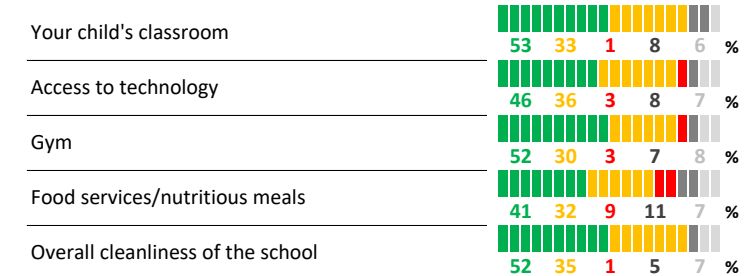 Your child's classroom
53 33 1 8 6 %
Access to technology
46 36 3 8 7 %
Gym
52 30 3 7 8 %
Food services/nutritious meals
41 32 9 11 7 %
Overall cleanliness of the school
52 35 1 5 7 %